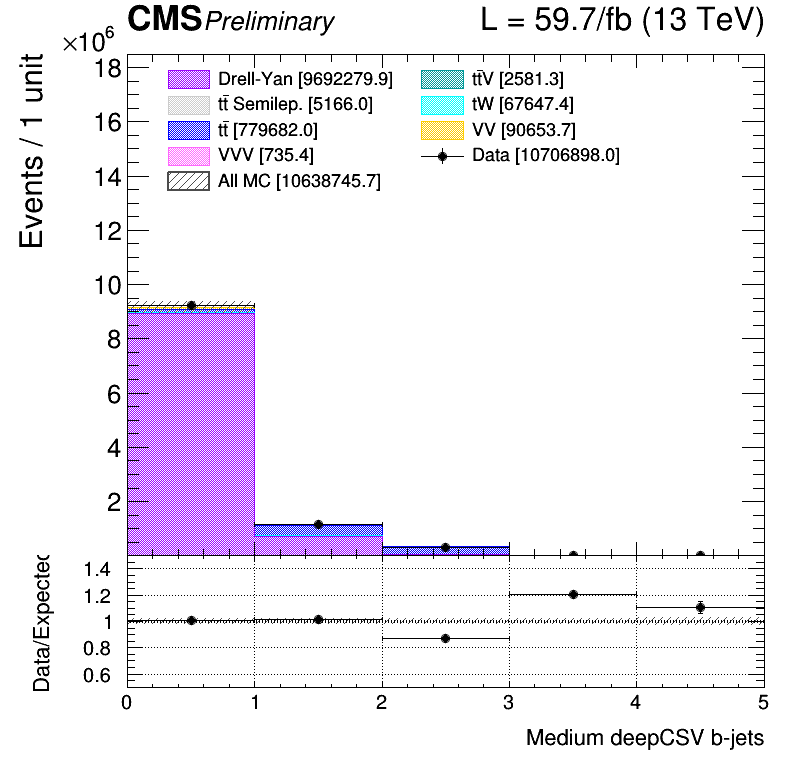 CMS Preliminary L = 59.7/fb (13 TeV)
×10⁶
Events / 1 unit
18
16
14
12
10
8
6
4
2
Drell-Yan [9692279.9]
tt̄ Semilep. [5166.0]
tt̄ [779682.0]
VVV [735.4]
All MC [10638745.7]
tt̄V [2581.3]
tW [67647.4]
VV [90653.7]
Data [10706898.0]
Data/Expected
1.4
1.2
1
0.8
0.6
0 1 2 3 4 5
Medium deepCSV b-jets